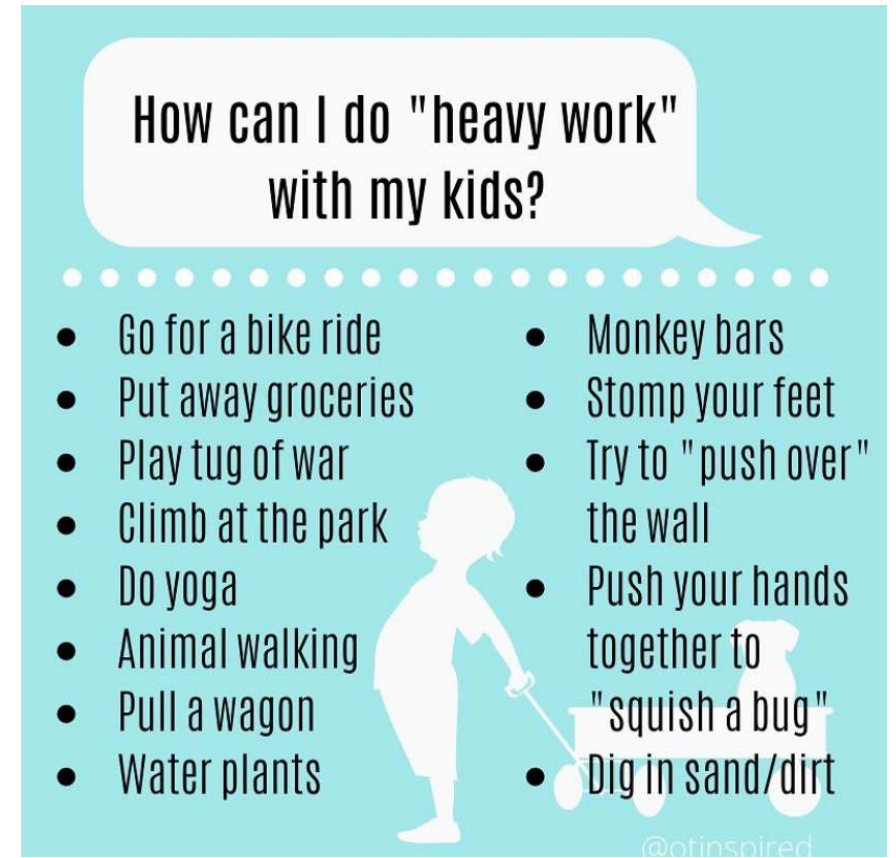 How can I do "heavy work"
with my kids?
• Go for a bike ride
• Put away groceries
• Play tug of war
• Climb at the park
• Do yoga
• Animal walking
• Pull a wagon
• Water plants
• Monkey bars
• Stomp your feet
• Try to "push over"
the wall
• Push your hands
together to
"squish a bug"
• Dig in sand/dirt
@otinspired